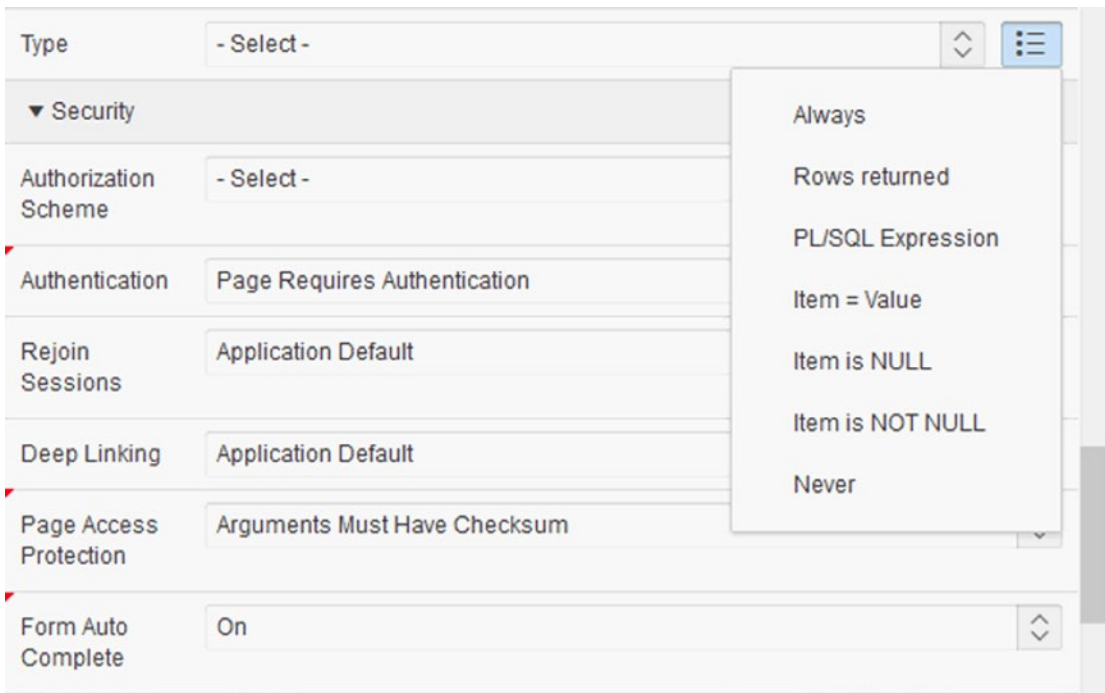 Type
- Select -
▼ Security
Always
Rows returned
PL/SQL Expression
Item = Value
Item is NULL
Item is NOT NULL
Never
Authorization
Scheme
- Select -
Authentication
Page Requires Authentication
Rejoin
Sessions
Application Default
Deep Linking
Application Default
Page Access
Protection
Arguments Must Have Checksum
Form Auto
Complete
On